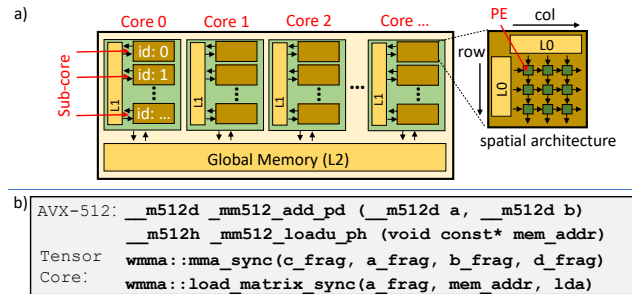 a)
Core 0
Core 1
Core 2
Core ...
PE
col
Sub-core
L1
id: 0
id: 1
id: ...
L1
L1
L1
row
L0
L0
spatial architecture
Global Memory (L2)
b)
AVX-512: __m512d _mm512_add_pd (__m512d a, __m512d b)
__m512h _mm512_loadu_ph (void const* mem_addr)
Tensor wmma::mma_sync(c_frag, a_frag, b_frag, d_frag)
Core: wmma::load_matrix_sync(a_frag, mem_addr, lda)